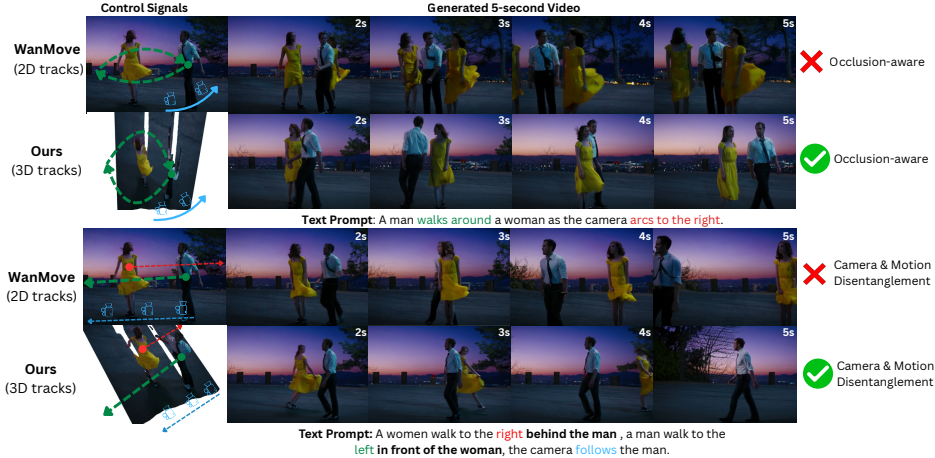 Control Signals
Generated 5-second Video
WanMove
(2D tracks)
2s
3s
4s
5s
Occlusion-aware
Ours
(3D tracks)
2s
3s
4s
5s
Occlusion-aware
Text Prompt: A man walks around a woman as the camera arcs to the right.
WanMove
(2D tracks)
2s
3s
4s
5s
Camera & Motion
Disentanglement
Ours
(3D tracks)
2s
3s
4s
5s
Camera & Motion
Disentanglement
Text Prompt: A women walk to the right behind the man , a man walk to the
left in front of the woman, the camera follows the man.